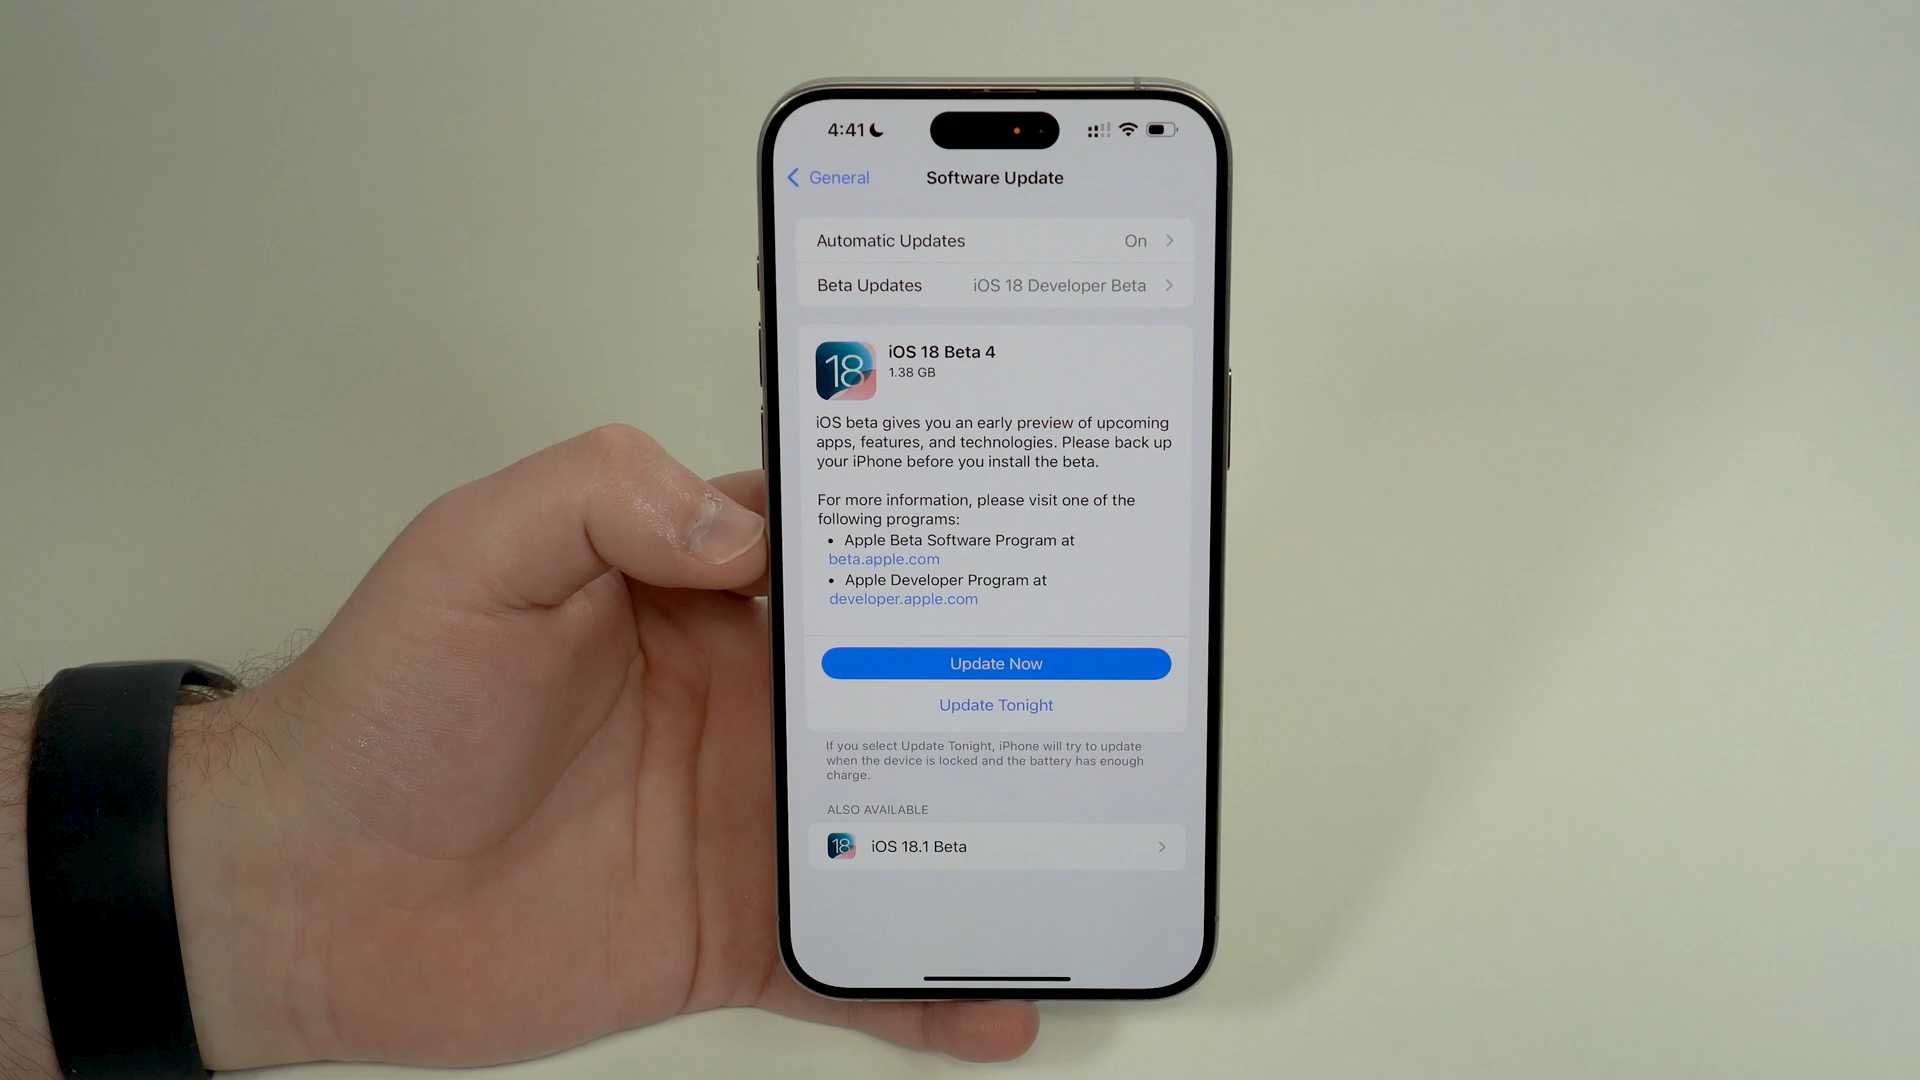 4:41
General
Software Update
Automatic Updates On
Beta Updates iOS 18 Developer Beta
18
iOS 18 Beta 4
1.38 GB
iOS beta gives you an early preview of upcoming
apps, features, and technologies. Please back up
your iPhone before you install the beta.
For more information, please visit one of the
following programs:
• Apple Beta Software Program at
beta.apple.com
• Apple Developer Program at
developer.apple.com
Update Now
Update Tonight
If you select Update Tonight, iPhone will try to update
when the device is locked and the battery has enough
charge.
ALSO AVAILABLE
18 iOS 18.1 Beta